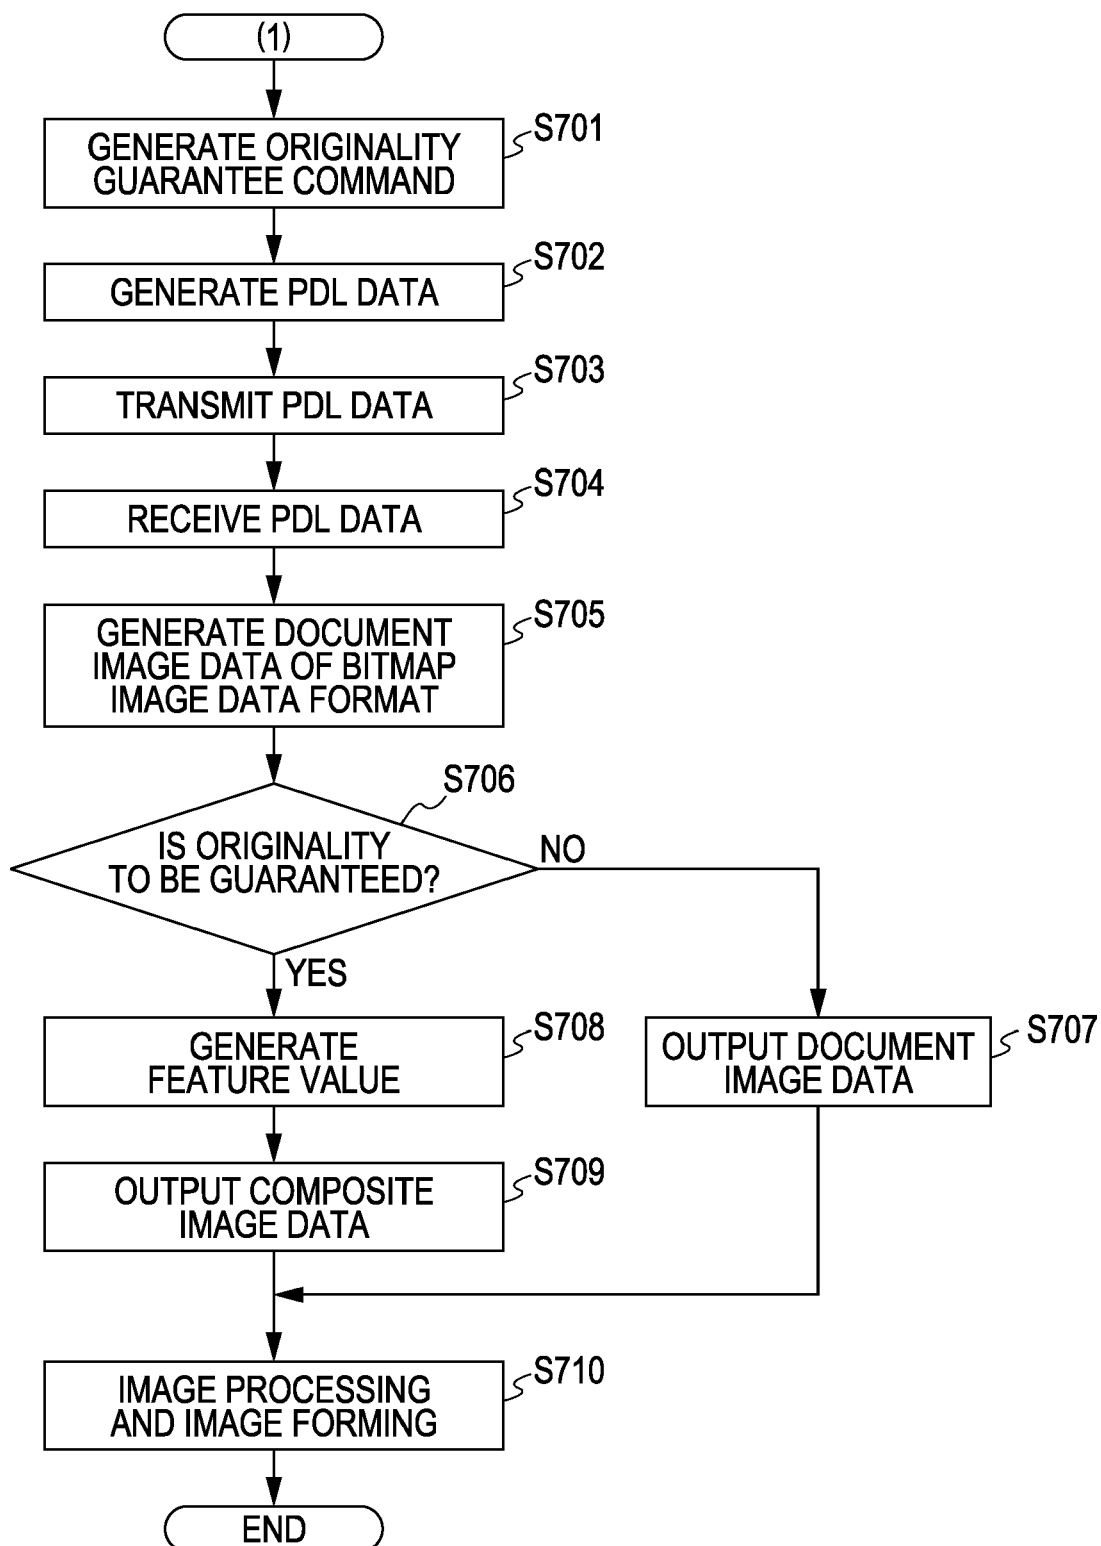 (1)
GENERATE ORIGINALITY
GUARANTEE COMMAND
S701
GENERATE PDL DATA
S702
TRANSMIT PDL DATA
S703
RECEIVE PDL DATA
S704
GENERATE DOCUMENT
IMAGE DATA OF BITMAP
IMAGE DATA FORMAT
S705
IS ORIGINALITY
TO BE GUARANTEED?
S706
NO
YES
GENERATE
FEATURE VALUE
S708
OUTPUT DOCUMENT
IMAGE DATA
S707
OUTPUT COMPOSITE
IMAGE DATA
S709
IMAGE PROCESSING
AND IMAGE FORMING
S710
END